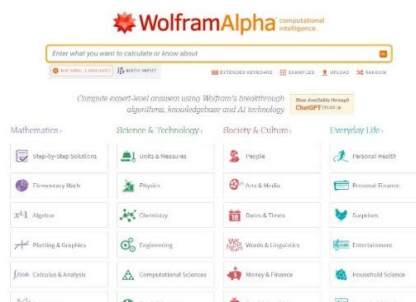 WolframAlpha computational intelligence.
Enter what you want to calculate or know about
NATURAL LANGUAGE MATH INPUT EXTENDED KEYBOARD EXAMPLES UPLOAD RANDOM
Compute expert-level answers using Wolfram's breakthrough
algorithms, knowledgebase and AI technology
Now available through
ChatGPT
Mathematics › Science & Technology › Society & Culture › Everyday Life ›
Step-by-Step Solutions Units & Measures People Personal Health
Elementary Math Physics Arts & Media Personal Finance
Algebra Chemistry Dates & Times Surprises
Plotting & Graphics Engineering Words & Linguistics Entertainment
Calculus & Analysis Computational Sciences Money & Finance Household Science